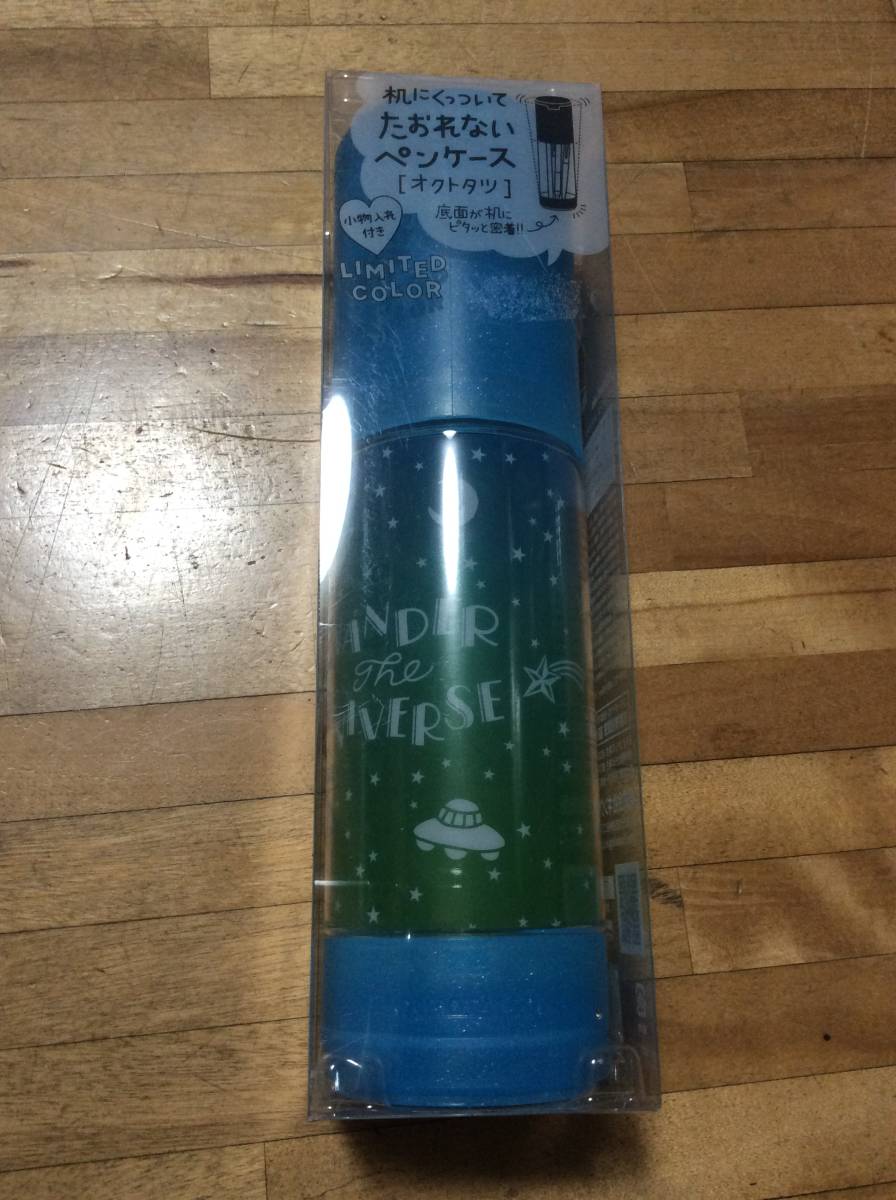 机にくっついて
たおれない
ペンケース
[オクトタツ]
小物入れ
付き
底面が机に
ピタッと密着!!
LIMITED
COLOR
ANDER
The
IVERSE